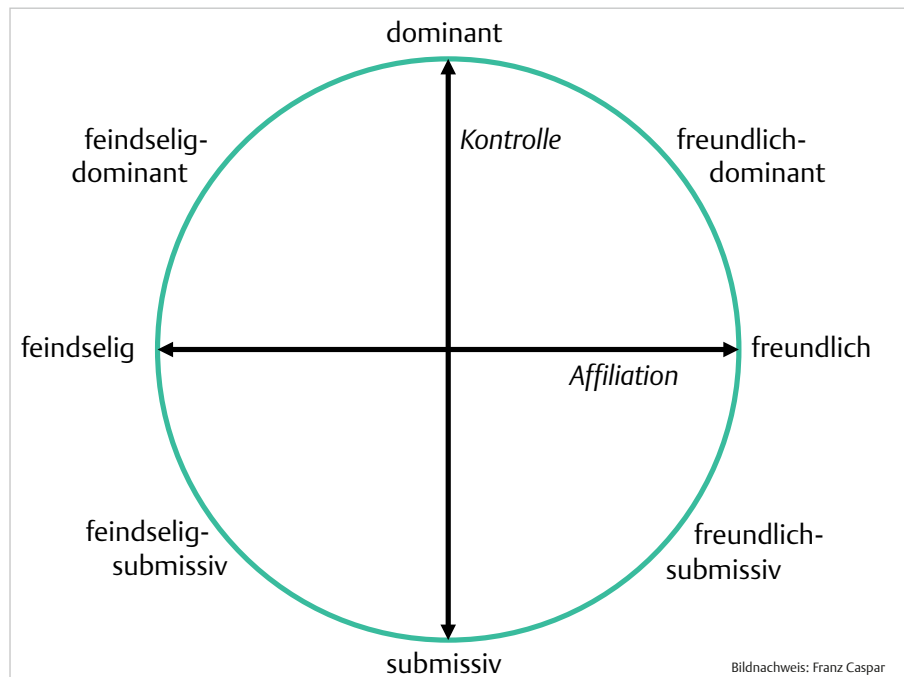 dominant
feindselig-
dominant
Kontrolle
freundlich-
dominant
feindselig
freundlich
Affiliation
feindselig-
submissiv
freundlich-
submissiv
submissiv
Bildnachweis: Franz Caspar